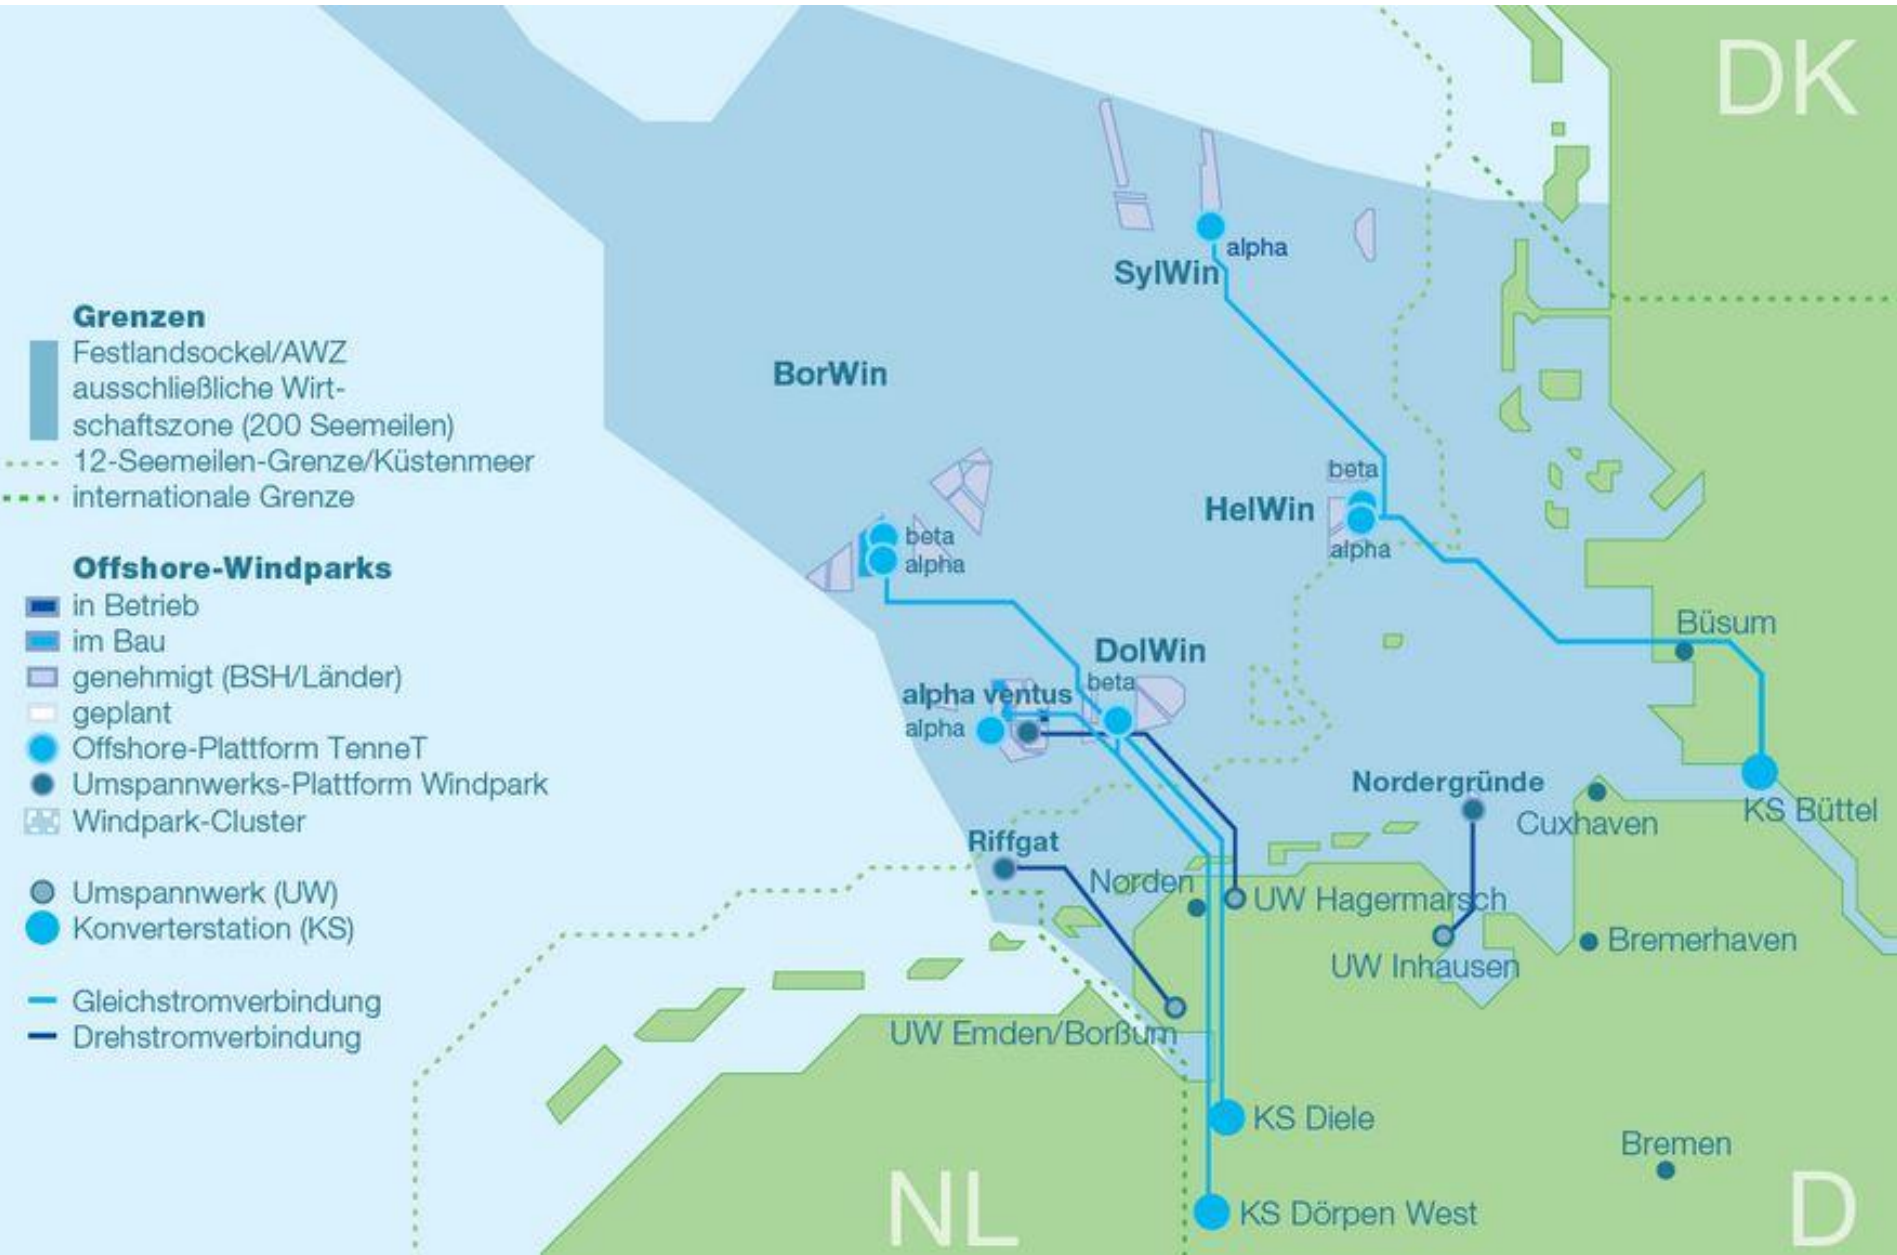 DK
alpha
SylWin
Grenzen
Festlandsockel/AWZ
ausschließliche Wirt-
schaftszone (200 Seemeilen)
12-Seemeilen-Grenze/Küstenmeer
internationale Grenze
BorWin
beta
HelWin
alpha
beta
alpha
Offshore-Windparks
in Betrieb
im Bau
genehmigt (BSH/Länder)
geplant
Offshore-Plattform TenneT
Umspannwerks-Plattform Windpark
Windpark-Cluster
Umspannwerk (UW)
Konverterstation (KS)
Gleichstromverbindung
Drehstromverbindung
Büsum
DolWin
beta
alpha ventus
alpha
Nordergründe
Cuxhaven
KS Büttel
Riffgat
Norden
UW Hagermarsch
Bremerhaven
UW Inhausen
UW Emden/Borßum
KS Diele
Bremen
KS Dörpen West
NL
D